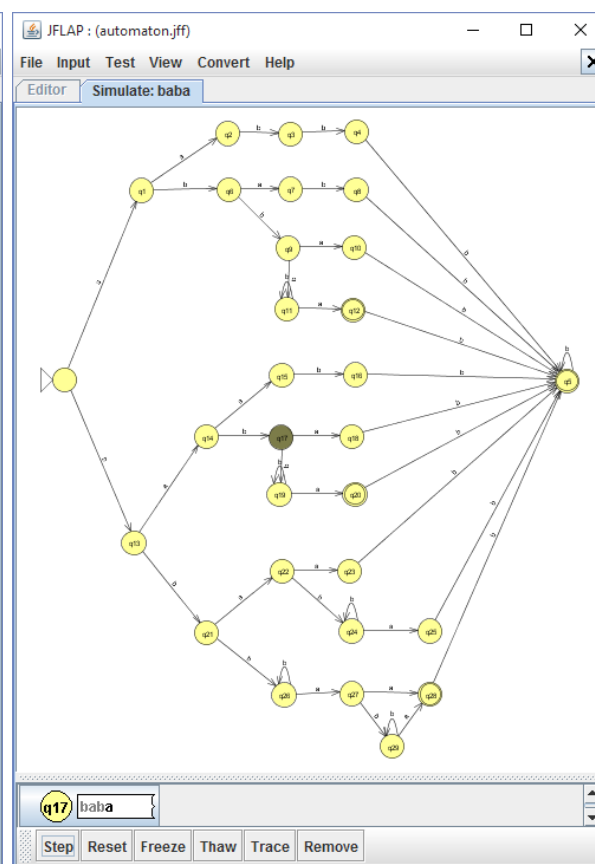 JFLAP : (automaton.jff)
File Input Test View Convert Help
Editor Simulate: baba
q2 b q3 b q4
a
q1 b q6 a q7 b q8
b
q9 a q10
b
q11 a q12
q15 b q16
a
q14 b q17 a q18
b
q19 a q20
q13
a
b
q22 a q23
a
q21
b
b
q24 a q25
b
b
q26 a q27 a q28
b
b
a
q29
b
b
b
b
b
b
b
b
b
b
b
q5
q17 baba
Step Reset Freeze Thaw Trace Remove